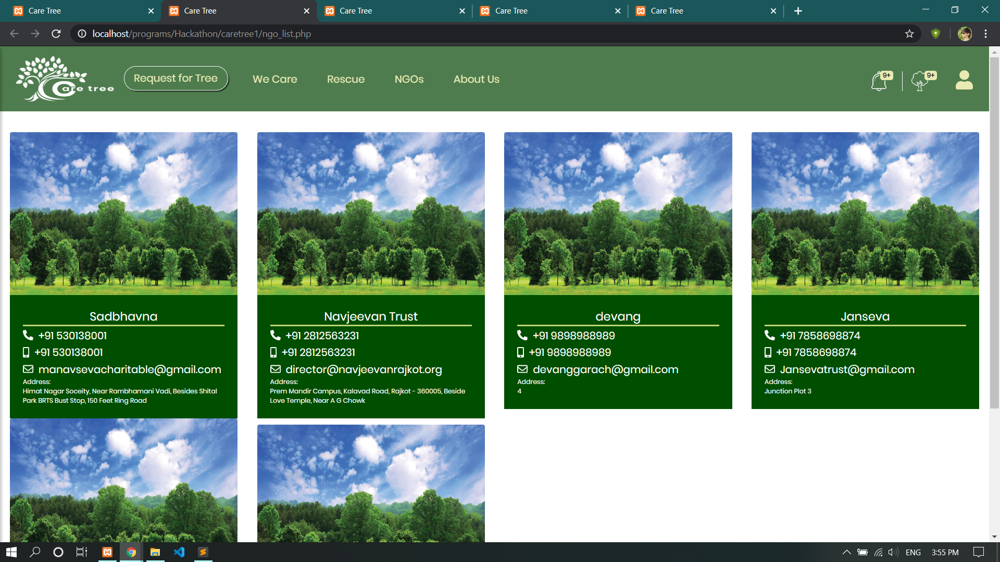 Care Tree
Care Tree
Care Tree
Care Tree
Care Tree
localhost/programs/Hackathon/caretree1/ngo_list.php
Care tree
Request for Tree
We Care
Rescue
NGOs
About Us
9+
9+
Sadbhavna
+91 530138001
+91 530138001
manavsevacharitable@gmail.com
Address:
Himat Nagar Soceity, Near Rambhamani Vadi, Besides Shital
Park BRTS Bust Stop, 150 Feet Ring Road
Navjeevan Trust
+91 2812563231
+91 2812563231
director@navjeevanrajkot.org
Address:
Prem Mandir Campus, Kalavad Road, Rajkot - 360005, Beside
Love Temple, Near A G Chowk
devang
+91 9898988989
+91 9898988989
devanggarach@gmail.com
Address:
4
Janseva
+91 7858698874
+91 7858698874
Jansevatrust@gmail.com
Address:
Junction Plot 3
ENG
3:55 PM